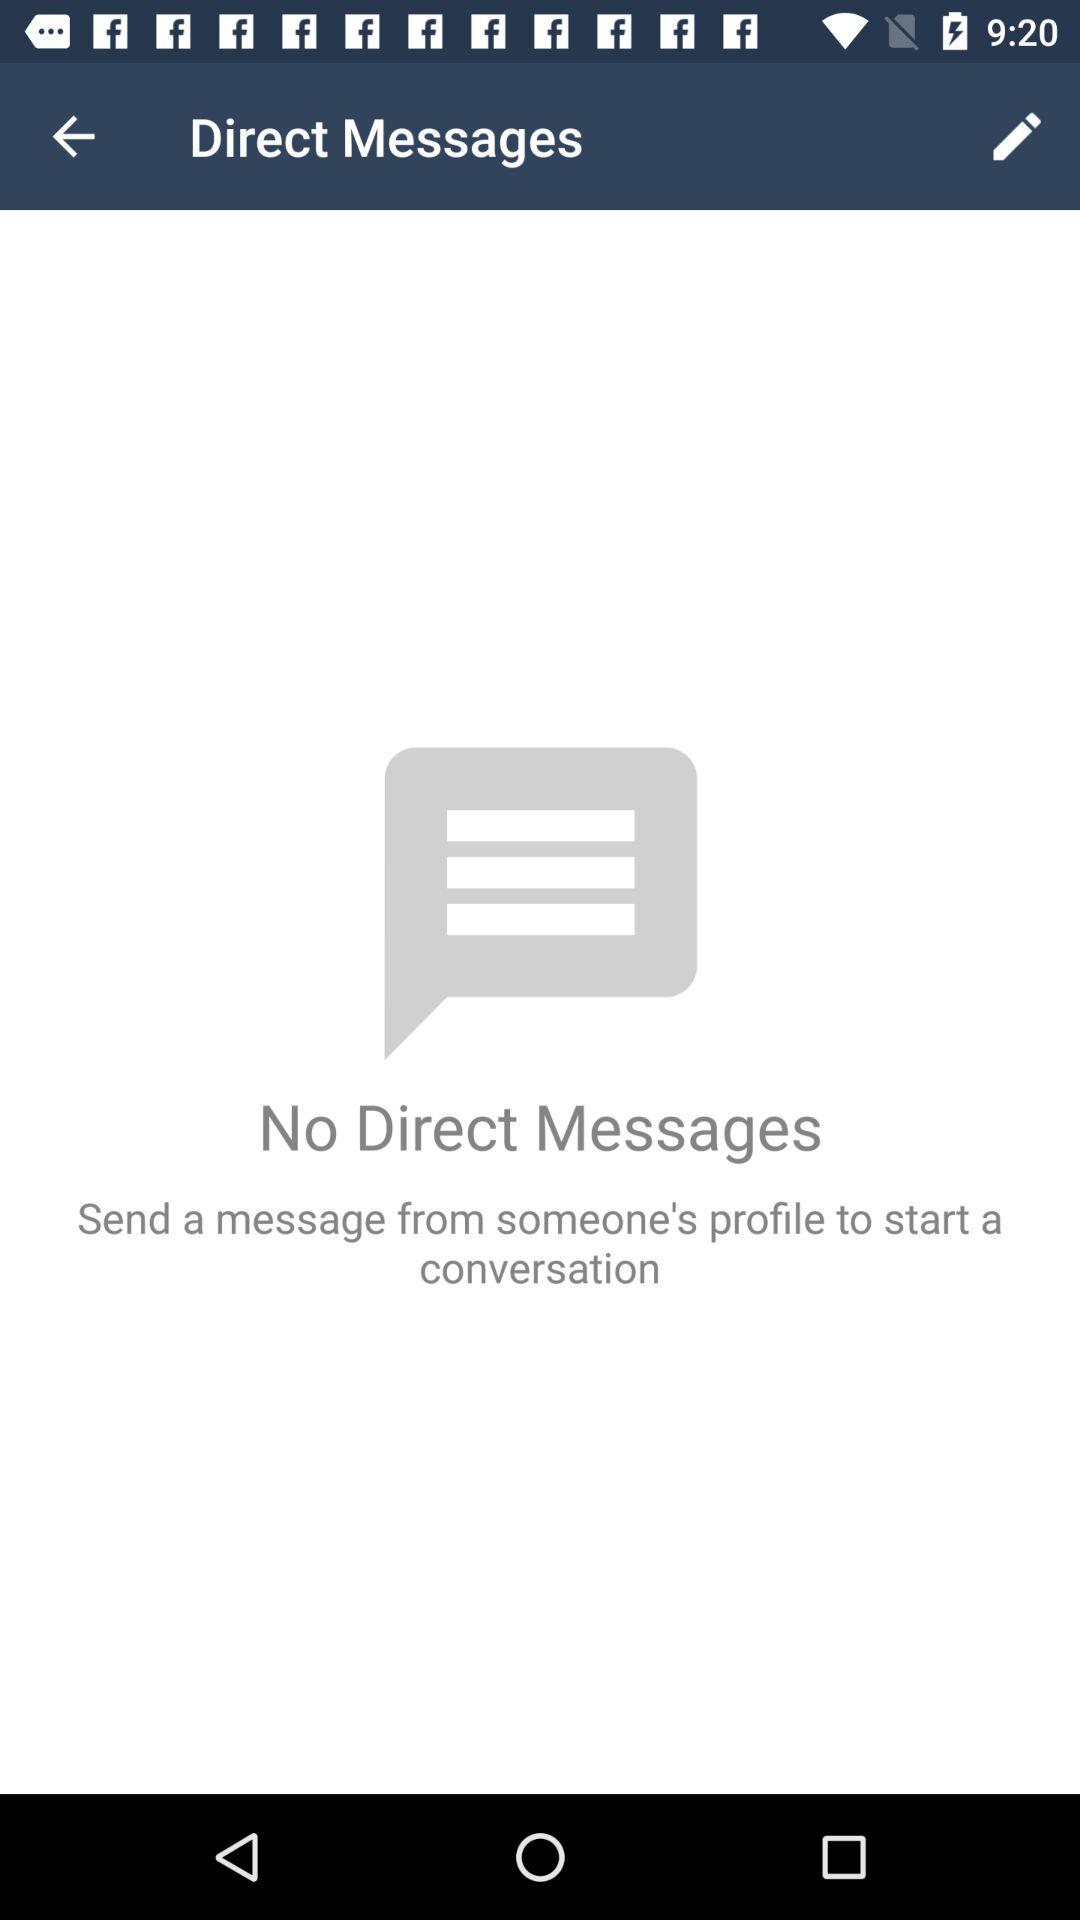 9:20
Direct Messages
No Direct Messages
Send a message from someone's profile to start a
conversation